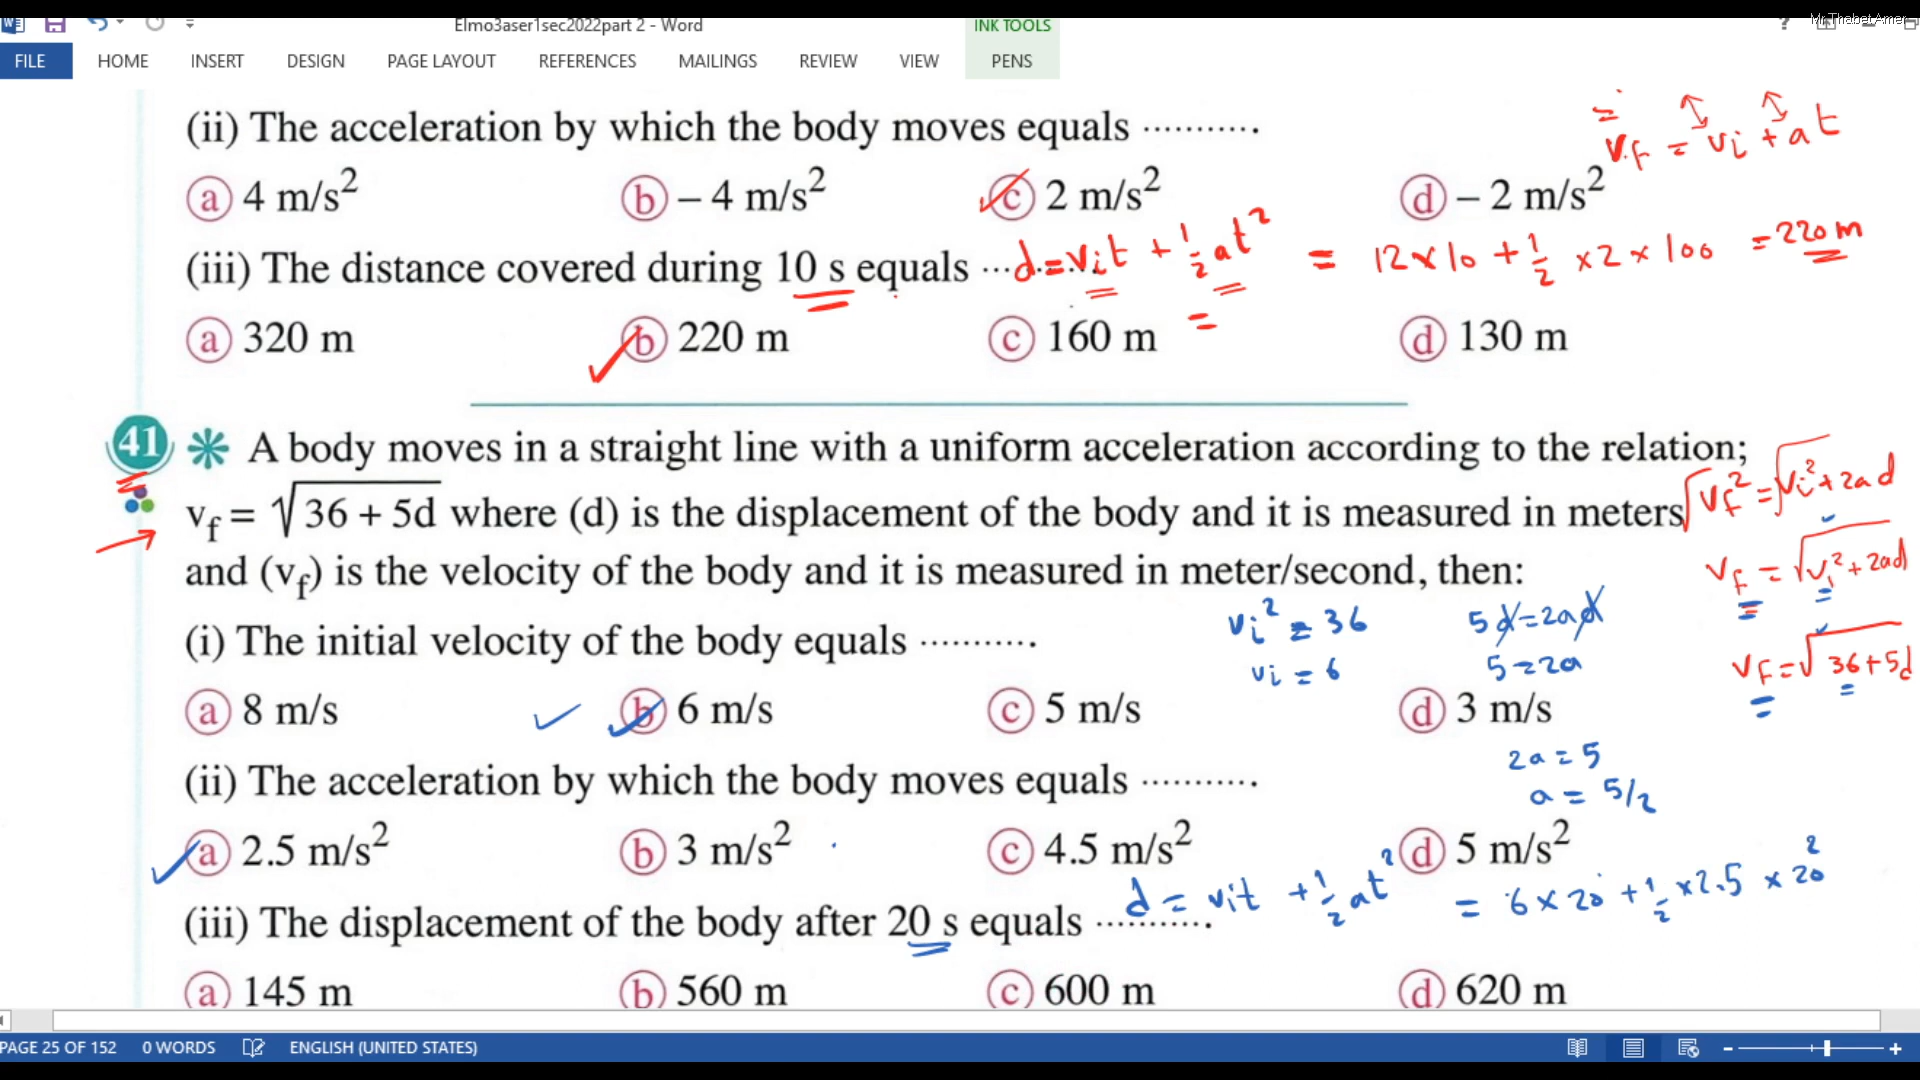 Elmo3aser1sec2022part 2 - Word
INK TOOLS
Mr.Thabet Amer
FILE HOME INSERT DESIGN PAGE LAYOUT REFERENCES MAILINGS REVIEW VIEW PENS
(ii) The acceleration by which the body moves equals ...........
vf = vi + at
a 4 m/s²
b – 4 m/s²
c 2 m/s²
d – 2 m/s²
(iii) The distance covered during 10 s equals ...........
d = vit + ½ at² = 12 × 10 + ½ × 2 × 100 = 220 m
=
a 320 m
b 220 m
c 160 m
d 130 m
41 A body moves in a straight line with a uniform acceleration according to the relation;
vf = √36 + 5d where (d) is the displacement of the body and it is measured in meters
and (vf) is the velocity of the body and it is measured in meter/second, then:
√vf² = √vi² + 2ad
vf = √vi² + 2ad
vf = √36 + 5d
(i) The initial velocity of the body equals ...........
vi² = 36
vi = 6
5d = 2ad
5 = 2a
a 8 m/s
b 6 m/s
c 5 m/s
d 3 m/s
2a = 5
a = 5/2
(ii) The acceleration by which the body moves equals ...........
a 2.5 m/s²
b 3 m/s²
c 4.5 m/s²
d 5 m/s²
(iii) The displacement of the body after 20 s equals ...........
d = vit + ½ at² = 6 × 20 + ½ × 2.5 × 20²
a 145 m
b 560 m
c 600 m
d 620 m
PAGE 25 OF 152 0 WORDS ENGLISH (UNITED STATES)